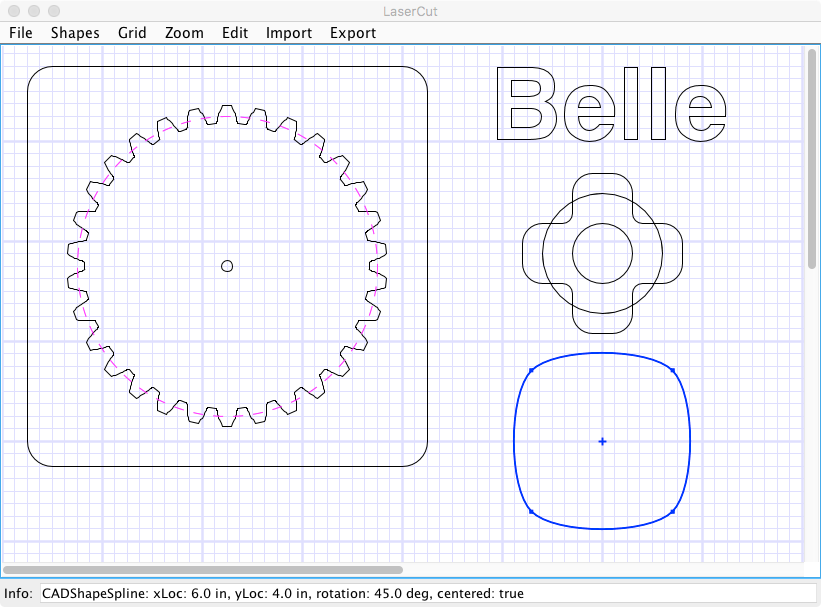 LaserCut
File Shapes Grid Zoom Edit Import Export
Belle
Info: CADShapeSpline: xLoc: 6.0 in, yLoc: 4.0 in, rotation: 45.0 deg, centered: true